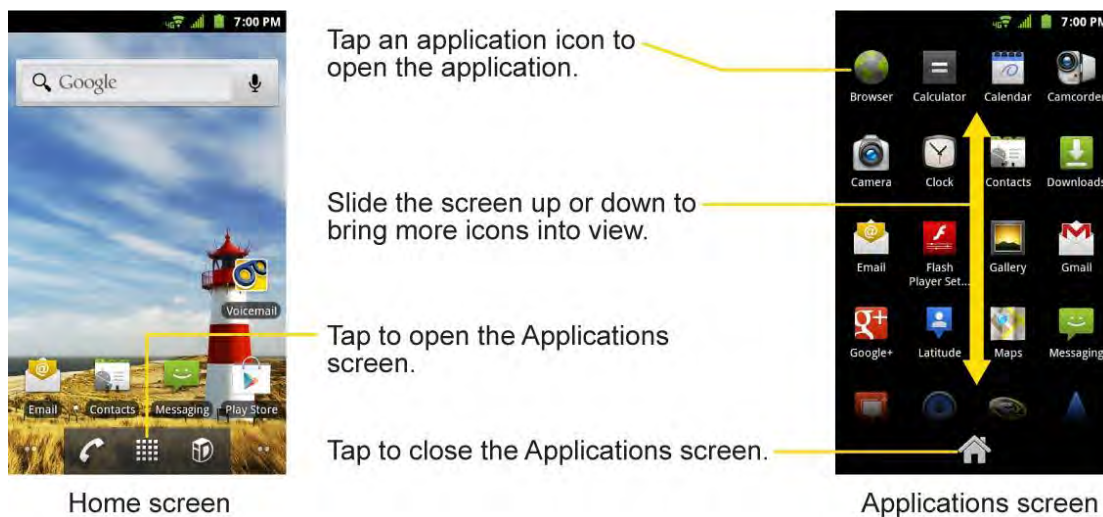 7:00 PM
Google
Voicemail
Email
Contacts
Messaging
Play Store
Home screen
Tap an application icon to
open the application.
Slide the screen up or down to
bring more icons into view.
Tap to open the Applications
screen.
Tap to close the Applications screen.
7:00 PM
Browser Calculator Calendar Camcorder
Camera Clock Contacts Downloads
Email Flash Gallery Gmail
Player Set...
Google+ Latitude Maps Messaging
Applications screen